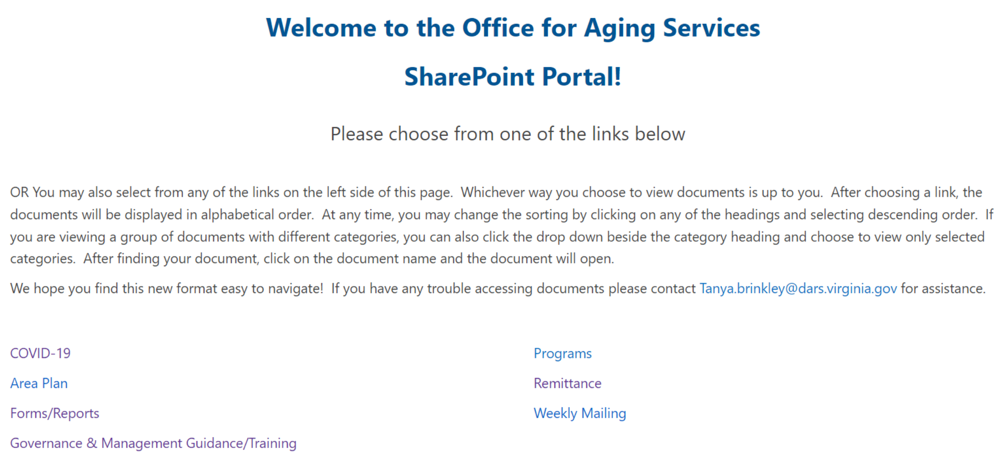 Welcome to the Office for Aging Services
SharePoint Portal!
Please choose from one of the links below
OR You may also select from any of the links on the left side of this page.  Whichever way you choose to view documents is up to you.  After choosing a link, the
documents will be displayed in alphabetical order.  At any time, you may change the sorting by clicking on any of the headings and selecting descending order.  If
you are viewing a group of documents with different categories, you can also click the drop down beside the category heading and choose to view only selected
categories.  After finding your document, click on the document name and the document will open.
We hope you find this new format easy to navigate!  If you have any trouble accessing documents please contact Tanya.brinkley@dars.virginia.gov for assistance.
COVID-19
Area Plan
Forms/Reports
Governance & Management Guidance/Training
Programs
Remittance
Weekly Mailing